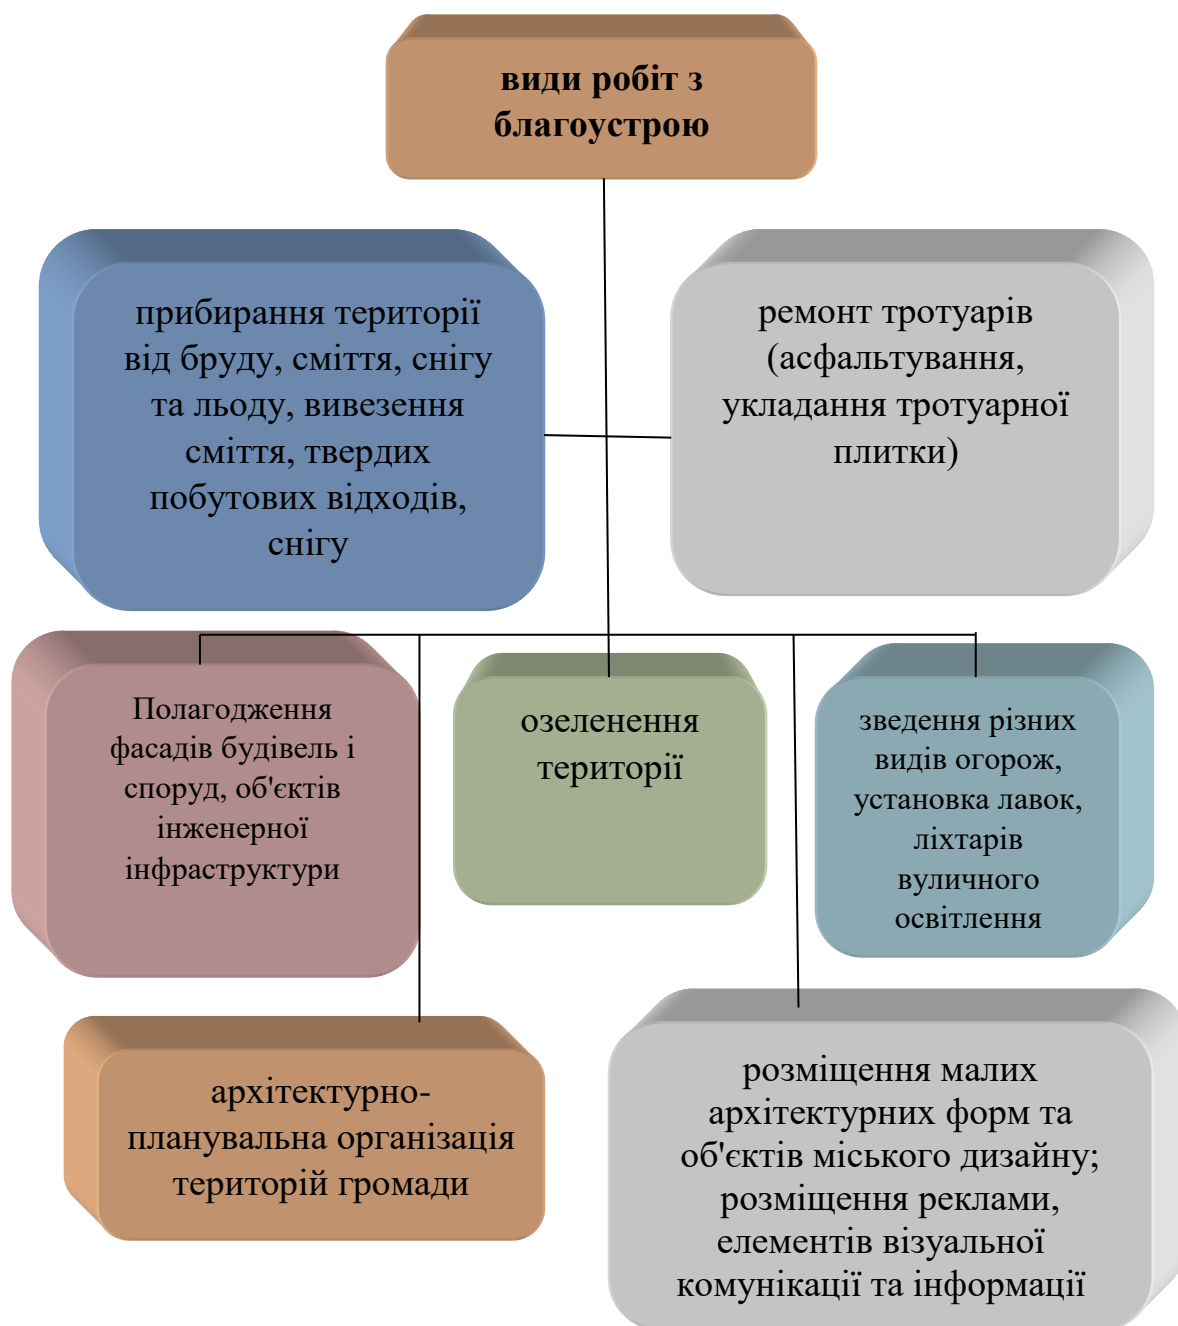 види робіт з
благоустрою
прибирання території
від бруду, сміття, снігу
та льоду, вивезення
сміття, твердих
побутових відходів,
снігу
ремонт тротуарів
(асфальтування,
укладання тротуарної
плитки)
Полагодження
фасадів будівель і
споруд, об'єктів
інженерної
інфраструктури
озеленення
території
зведення різних
видів огорож,
установка лавок,
ліхтарів
вуличного
освітлення
архітектурно-
планувальна організація
територій громади
розміщення малих
архітектурних форм та
об'єктів міського дизайну;
розміщення реклами,
елементів візуальної
комунікації та інформації